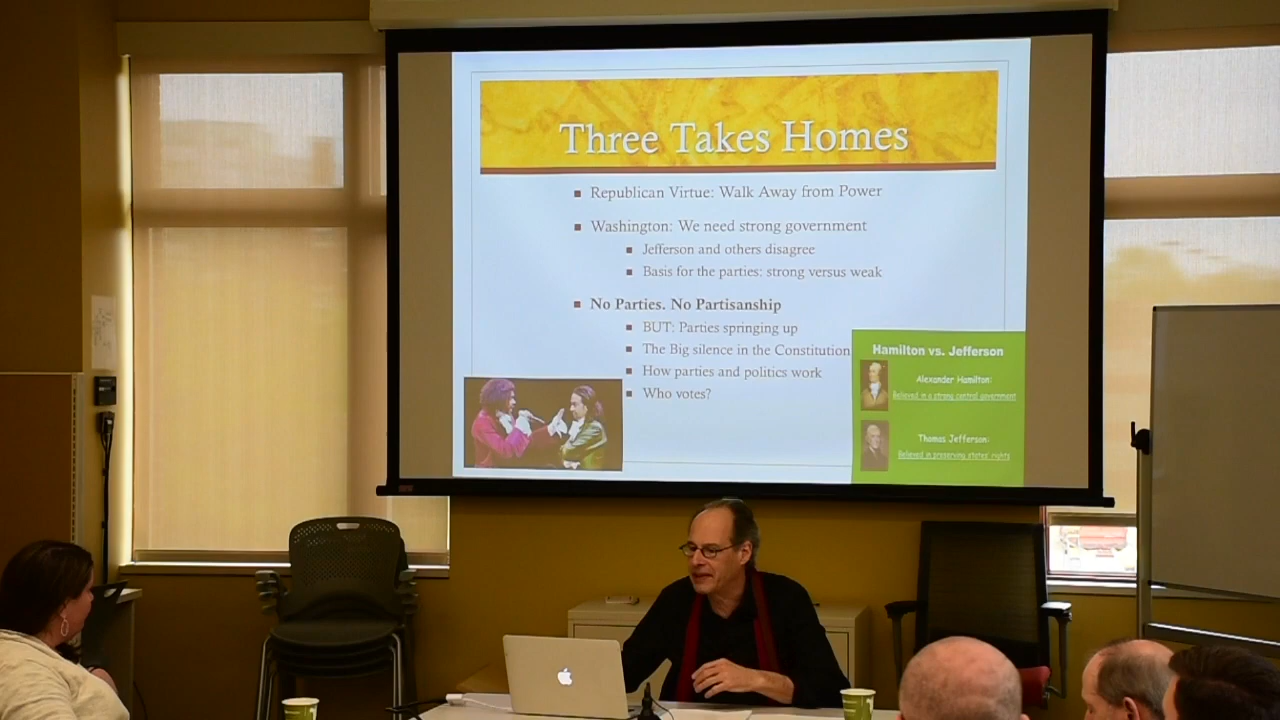 Three Takes Homes
Republican Virtue: Walk Away from Power
Washington: We need strong government
Jefferson and others disagree
Basis for the parties: strong versus weak
No Parties. No Partisanship
BUT: Parties springing up
The Big silence in the Constitution
How parties and politics work
Who votes?
Hamilton vs. Jefferson
Alexander Hamilton:
Believed in a strong central government
Thomas Jefferson:
Believed in preserving states' rights